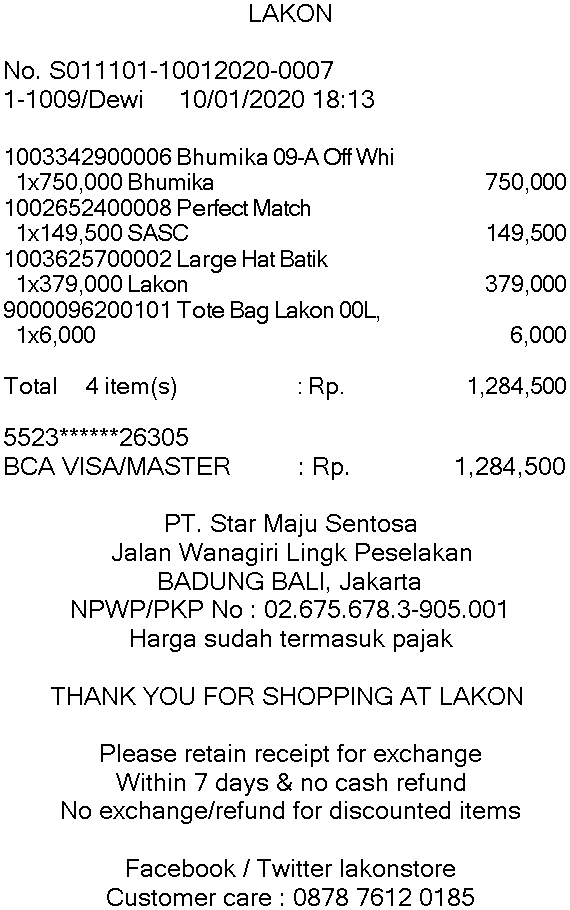 LAKON
No. S011101-10012020-0007
1-1009/Dewi 10/01/2020 18:13
1003342900006 Bhumika 09-A Off Whi
1x750,000 Bhumika 750,000
1002652400008 Perfect Match
1x149,500 SASC 149,500
1003625700002 Large Hat Batik
1x379,000 Lakon 379,000
9000096200101 Tote Bag Lakon 00L,
1x6,000 6,000
Total 4 item(s) : Rp. 1,284,500
5523******26305
BCA VISA/MASTER : Rp. 1,284,500
PT. Star Maju Sentosa
Jalan Wanagiri Lingk Peselakan
BADUNG BALI, Jakarta
NPWP/PKP No : 02.675.678.3-905.001
Harga sudah termasuk pajak
THANK YOU FOR SHOPPING AT LAKON
Please retain receipt for exchange
Within 7 days & no cash refund
No exchange/refund for discounted items
Facebook / Twitter lakonstore
Customer care : 0878 7612 0185